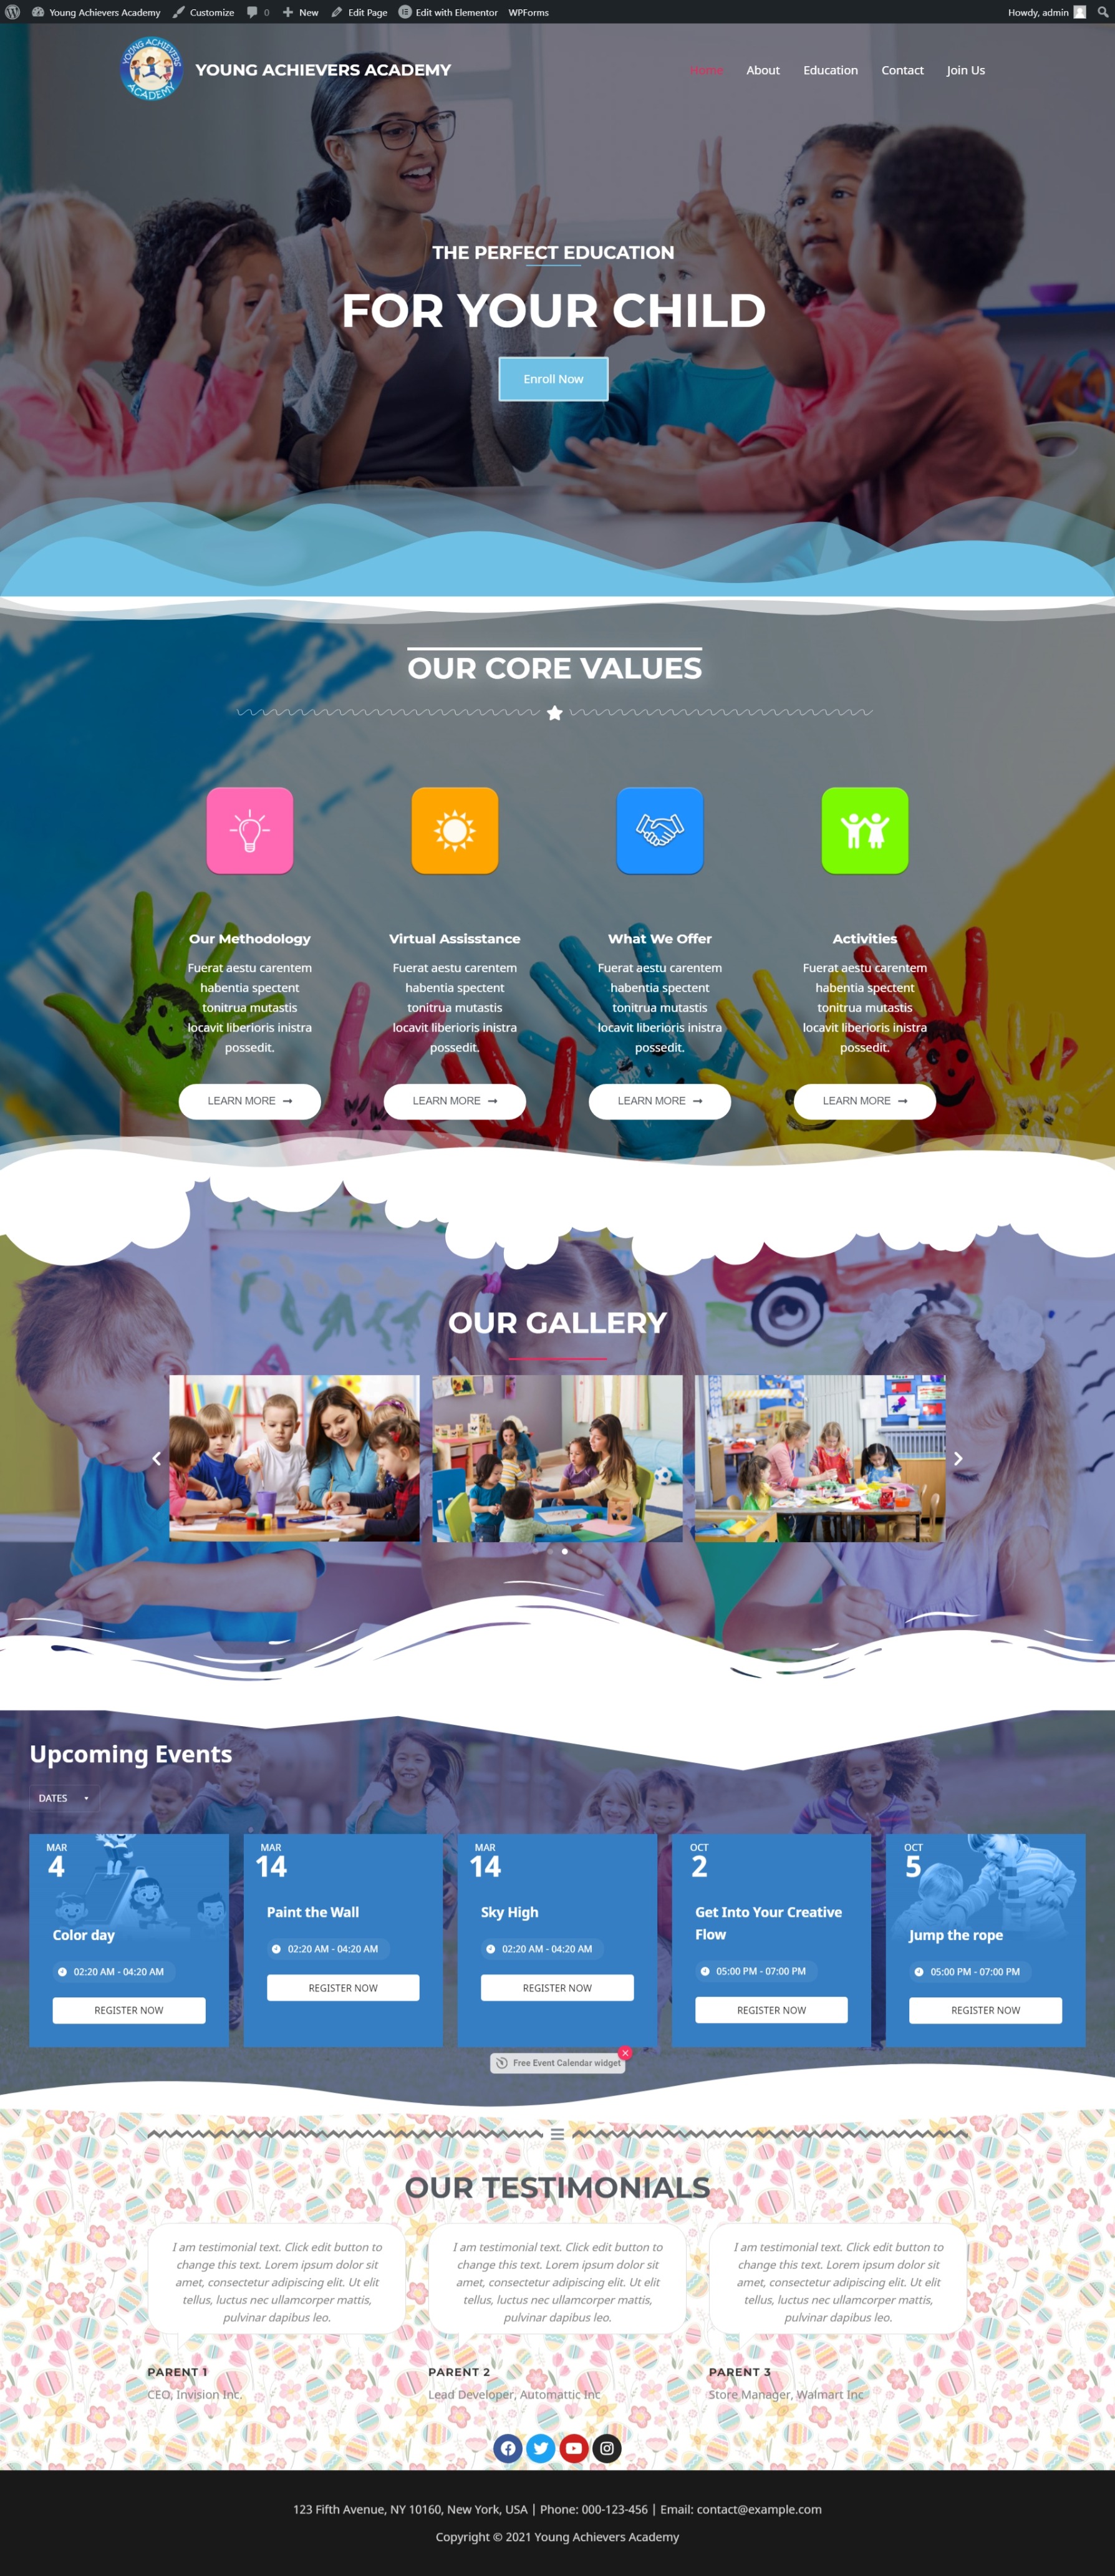 Young Achievers Academy Customize 0 New Edit Page Edit with Elementor WPForms Howdy, admin
YOUNG ACHIEVERS ACADEMY
YOUNG ACHIEVERS ACADEMY
Home About Education Contact Join Us
THE PERFECT EDUCATION
FOR YOUR CHILD
Enroll Now
OUR CORE VALUES
Our Methodology
Fuerat aestu carentem
habentia spectent
tonitrua mutastis
locavit liberioris inistra
possedit.
LEARN MORE
Virtual Assisstance
Fuerat aestu carentem
habentia spectent
tonitrua mutastis
locavit liberioris inistra
possedit.
LEARN MORE
What We Offer
Fuerat aestu carentem
habentia spectent
tonitrua mutastis
locavit liberioris inistra
possedit.
LEARN MORE
Activities
Fuerat aestu carentem
habentia spectent
tonitrua mutastis
locavit liberioris inistra
possedit.
LEARN MORE
OUR GALLERY
Upcoming Events
DATES
MAR
4
Color day
02:20 AM - 04:20 AM
REGISTER NOW
MAR
14
Paint the Wall
02:20 AM - 04:20 AM
REGISTER NOW
MAR
14
Sky High
02:20 AM - 04:20 AM
REGISTER NOW
OCT
2
Get Into Your Creative
Flow
05:00 PM - 07:00 PM
REGISTER NOW
OCT
5
Jump the rope
05:00 PM - 07:00 PM
REGISTER NOW
Free Event Calendar widget
OUR TESTIMONIALS
I am testimonial text. Click edit button to
change this text. Lorem ipsum dolor sit
amet, consectetur adipiscing elit. Ut elit
tellus, luctus nec ullamcorper mattis,
pulvinar dapibus leo.
PARENT 1
CEO, Invision Inc.
I am testimonial text. Click edit button to
change this text. Lorem ipsum dolor sit
amet, consectetur adipiscing elit. Ut elit
tellus, luctus nec ullamcorper mattis,
pulvinar dapibus leo.
PARENT 2
Lead Developer, Automattic Inc
I am testimonial text. Click edit button to
change this text. Lorem ipsum dolor sit
amet, consectetur adipiscing elit. Ut elit
tellus, luctus nec ullamcorper mattis,
pulvinar dapibus leo.
PARENT 3
Store Manager, Walmart Inc
123 Fifth Avenue, NY 10160, New York, USA | Phone: 000-123-456 | Email: contact@example.com
Copyright © 2021 Young Achievers Academy